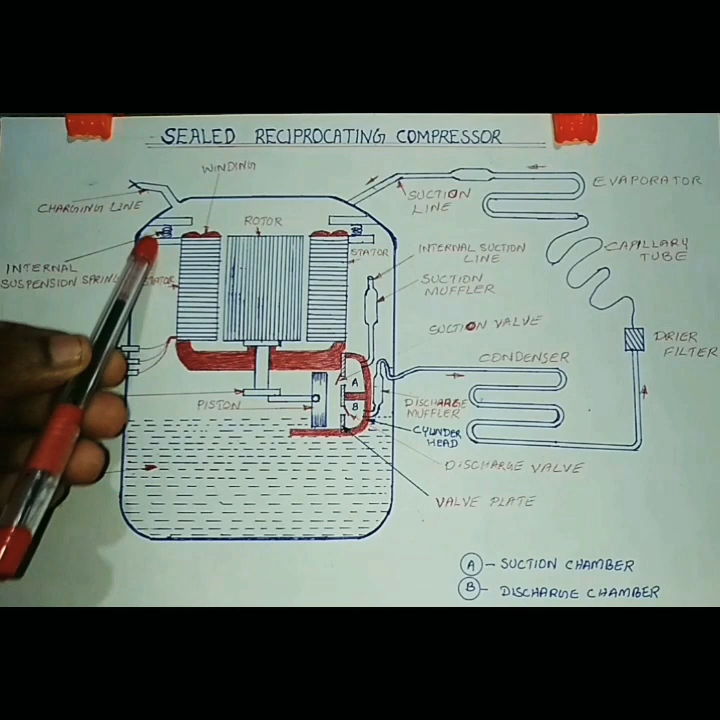 SEALED RECIPROCATING COMPRESSOR
WINDING
CHARGING LINE
ROTOR
SUCTION
LINE
EVAPORATOR
CAPILLARY
TUBE
INTERNAL
SUSPENSION SPRING
STATOR
STATOR
INTERNAL SUCTION
LINE
SUCTION
MUFFLER
SUCTION VALVE
DRIER
FILTER
CONDENSER
A
B
PISTON
DISCHARGE
MUFFLER
CYLINDER
HEAD
DISCHARGE VALVE
VALVE PLATE
A - SUCTION CHAMBER
B - DISCHARGE CHAMBER